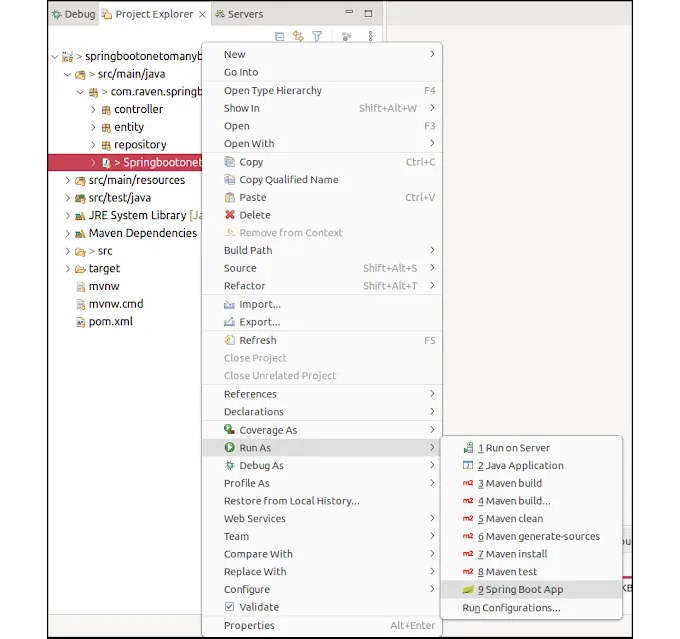 Debug Project Explorer Servers
springbootonetomanyb
> src/main/java
> com.raven.springb
controller
entity
repository
> Springbootonet
src/main/resources
src/test/java
JRE System Library [Ja
Maven Dependencies
> src
target
mvnw
mvnw.cmd
pom.xml
New
Go Into
Open Type Hierarchy F4
Show In Shift+Alt+W
Open F3
Open With
Copy Ctrl+C
Copy Qualified Name
Paste Ctrl+V
Delete
Remove from Context
Build Path
Source Shift+Alt+S
Refactor Shift+Alt+T
Import...
Export...
Refresh F5
Close Project
Close Unrelated Project
References
Declarations
Coverage As
Run As
Debug As
Profile As
Restore from Local History...
Web Services
Team
Compare With
Replace With
Configure
Validate
Properties Alt+Enter
1 Run on Server
2 Java Application
m2 3 Maven build
m2 4 Maven build...
m2 5 Maven clean
m2 6 Maven generate-sources
m2 7 Maven install
m2 8 Maven test
9 Spring Boot App
Run Configurations...